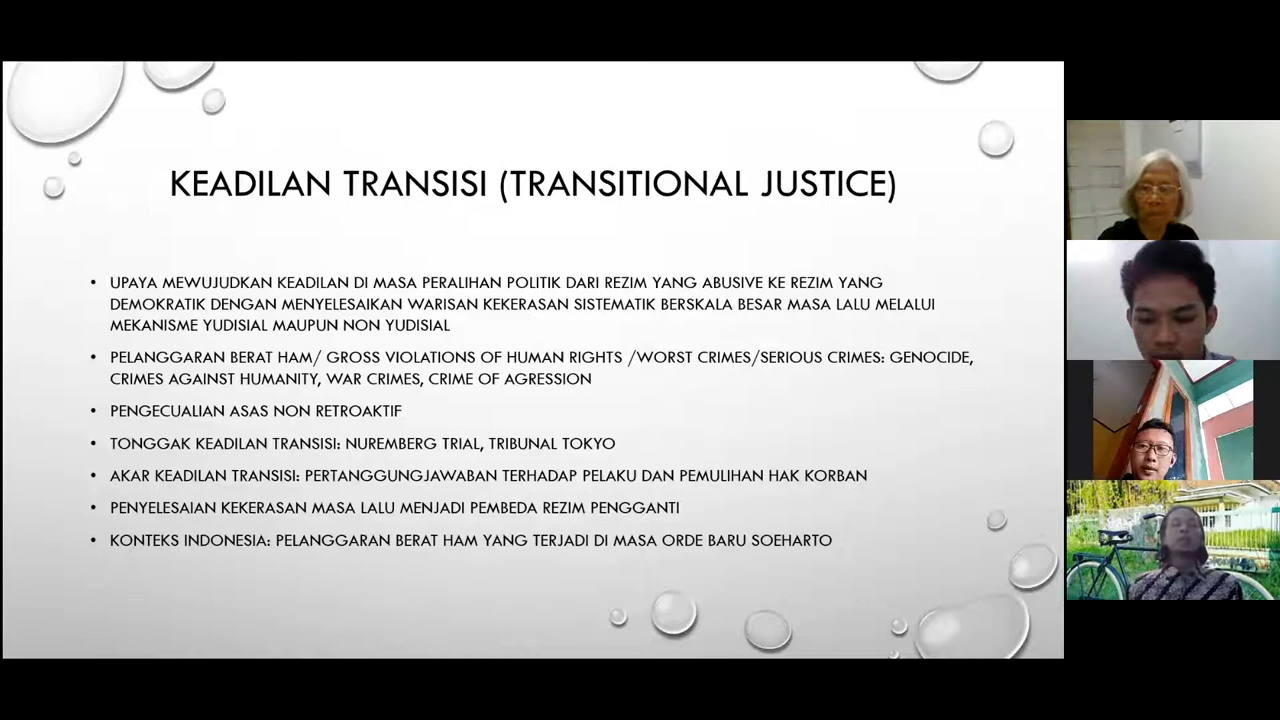 KEADILAN TRANSISI (TRANSITIONAL JUSTICE)
• UPAYA MEWUJUDKAN KEADILAN DI MASA PERALIHAN POLITIK DARI REZIM YANG ABUSIVE KE REZIM YANG
DEMOKRATIK DENGAN MENYELESAIKAN WARISAN KEKERASAN SISTEMATIK BERSKALA BESAR MASA LALU MELALUI
MEKANISME YUDISIAL MAUPUN NON YUDISIAL
• PELANGGARAN BERAT HAM/ GROSS VIOLATIONS OF HUMAN RIGHTS /WORST CRIMES/SERIOUS CRIMES: GENOCIDE,
CRIMES AGAINST HUMANITY, WAR CRIMES, CRIME OF AGRESSION
• PENGECUALIAN ASAS NON RETROAKTIF
• TONGGAK KEADILAN TRANSISI: NUREMBERG TRIAL, TRIBUNAL TOKYO
• AKAR KEADILAN TRANSISI: PERTANGGUNGJAWABAN TERHADAP PELAKU DAN PEMULIHAN HAK KORBAN
• PENYELESAIAN KEKERASAN MASA LALU MENJADI PEMBEDA REZIM PENGGANTI
• KONTEKS INDONESIA: PELANGGARAN BERAT HAM YANG TERJADI DI MASA ORDE BARU SOEHARTO